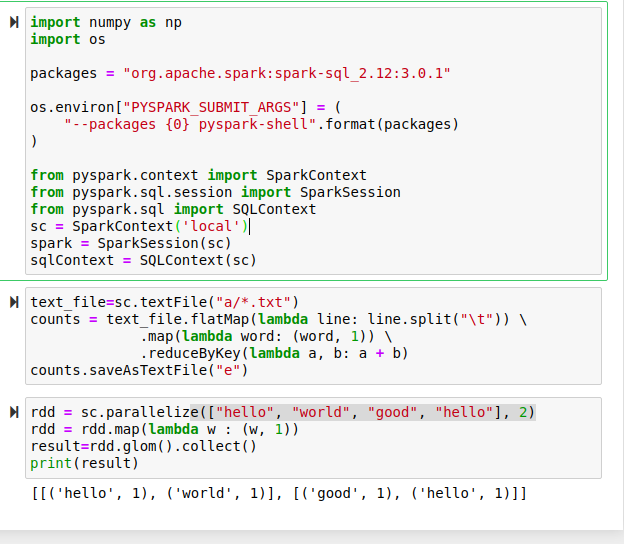 import numpy as np
import os
packages = "org.apache.spark:spark-sql_2.12:3.0.1"
os.environ["PYSPARK_SUBMIT_ARGS"] = (
    "--packages {0} pyspark-shell".format(packages)
)
from pyspark.context import SparkContext
from pyspark.sql.session import SparkSession
from pyspark.sql import SQLContext
sc = SparkContext('local')
spark = SparkSession(sc)
sqlContext = SQLContext(sc)
text_file=sc.textFile("a/*.txt")
counts = text_file.flatMap(lambda line: line.split("\t")) \
             .map(lambda word: (word, 1)) \
             .reduceByKey(lambda a, b: a + b)
counts.saveAsTextFile("e")
rdd = sc.parallelize(["hello", "world", "good", "hello"], 2)
rdd = rdd.map(lambda w : (w, 1))
result=rdd.glom().collect()
print(result)
[[('hello', 1), ('world', 1)], [('good', 1), ('hello', 1)]]